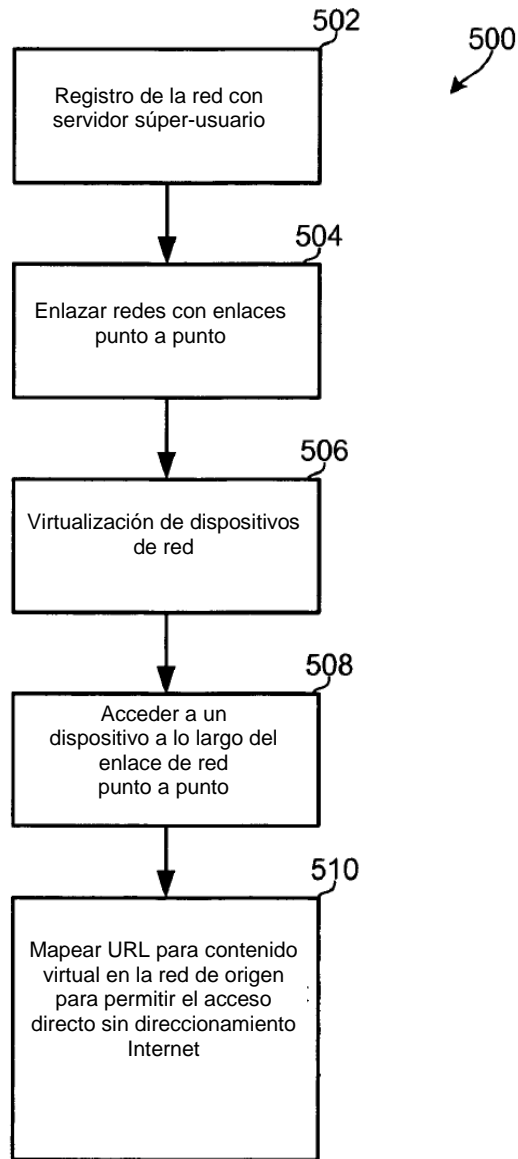 502
500
Registro de la red con
servidor súper-usuario
504
Enlazar redes con enlaces
punto a punto
506
Virtualización de dispositivos
de red
508
Acceder a un
dispositivo a lo largo del
enlace de red
punto a punto
510
Mapear URL para contenido
virtual en la red de origen
para permitir el acceso
directo sin direccionamiento
Internet